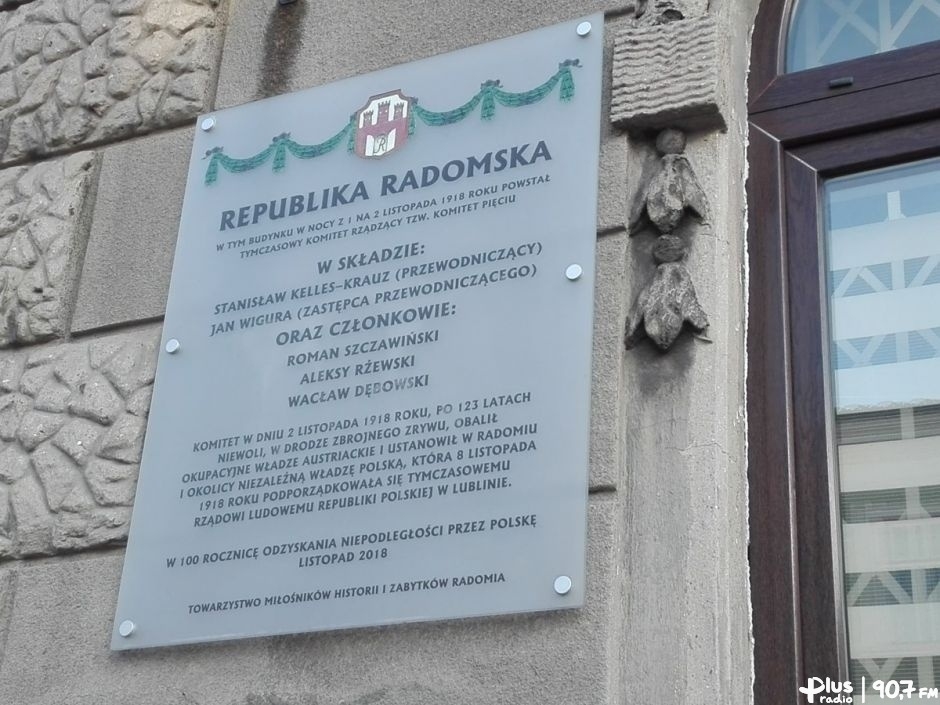 R
REPUBLIKA RADOMSKA
W TYM BUDYNKU W NOCY Z 1 NA 2 LISTOPADA 1918 ROKU POWSTAŁ
TYMCZASOWY KOMITET RZĄDZĄCY TZW. KOMITET PIĘCIU
W SKŁADZIE:
STANISŁAW KELLES–KRAUZ (PRZEWODNICZĄCY)
JAN WIGURA (ZASTĘPCA PRZEWODNICZĄCEGO)
ORAZ CZŁONKOWIE:
ROMAN SZCZAWIŃSKI
ALEKSY RŻEWSKI
WACŁAW DĘBOWSKI
KOMITET W DNIU 2 LISTOPADA 1918 ROKU, PO 123 LATACH
NIEWOLI, W DRODZE ZBROJNEGO ZRYWU, OBALIŁ
OKUPACYJNE WŁADZE AUSTRIACKIE I USTANOWIŁ W RADOMIU
I OKOLICY NIEZALEŻNĄ WŁADZĘ POLSKĄ, KTÓRA 8 LISTOPADA
1918 ROKU PODPORZĄDKOWAŁA SIĘ TYMCZASOWEMU
RZĄDOWI LUDOWEMU REPUBLIKI POLSKIEJ W LUBLINIE.
W 100 ROCZNICĘ ODZYSKANIA NIEPODLEGŁOŚCI PRZEZ POLSKĘ
LISTOPAD 2018
TOWARZYSTWO MIŁOŚNIKÓW HISTORII I ZABYTKÓW RADOMIA
Plus radio | 90,7 FM